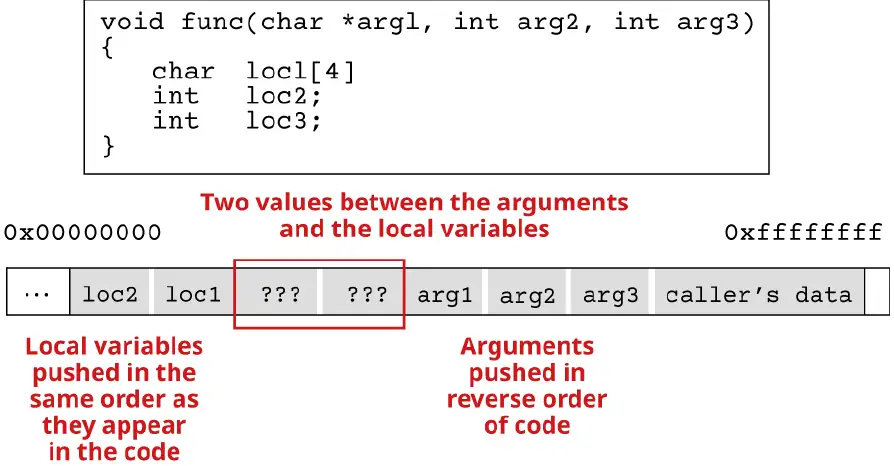 void func(char *argl, int arg2, int arg3)
{
char locl[4]
int loc2;
int loc3;
}
Two values between the arguments
and the local variables
0x00000000
0xffffffff
... loc2 loc1 ??? ??? arg1 arg2 arg3 caller's data
Local variables
pushed in the
same order as
they appear
in the code
Arguments
pushed in
reverse order
of code